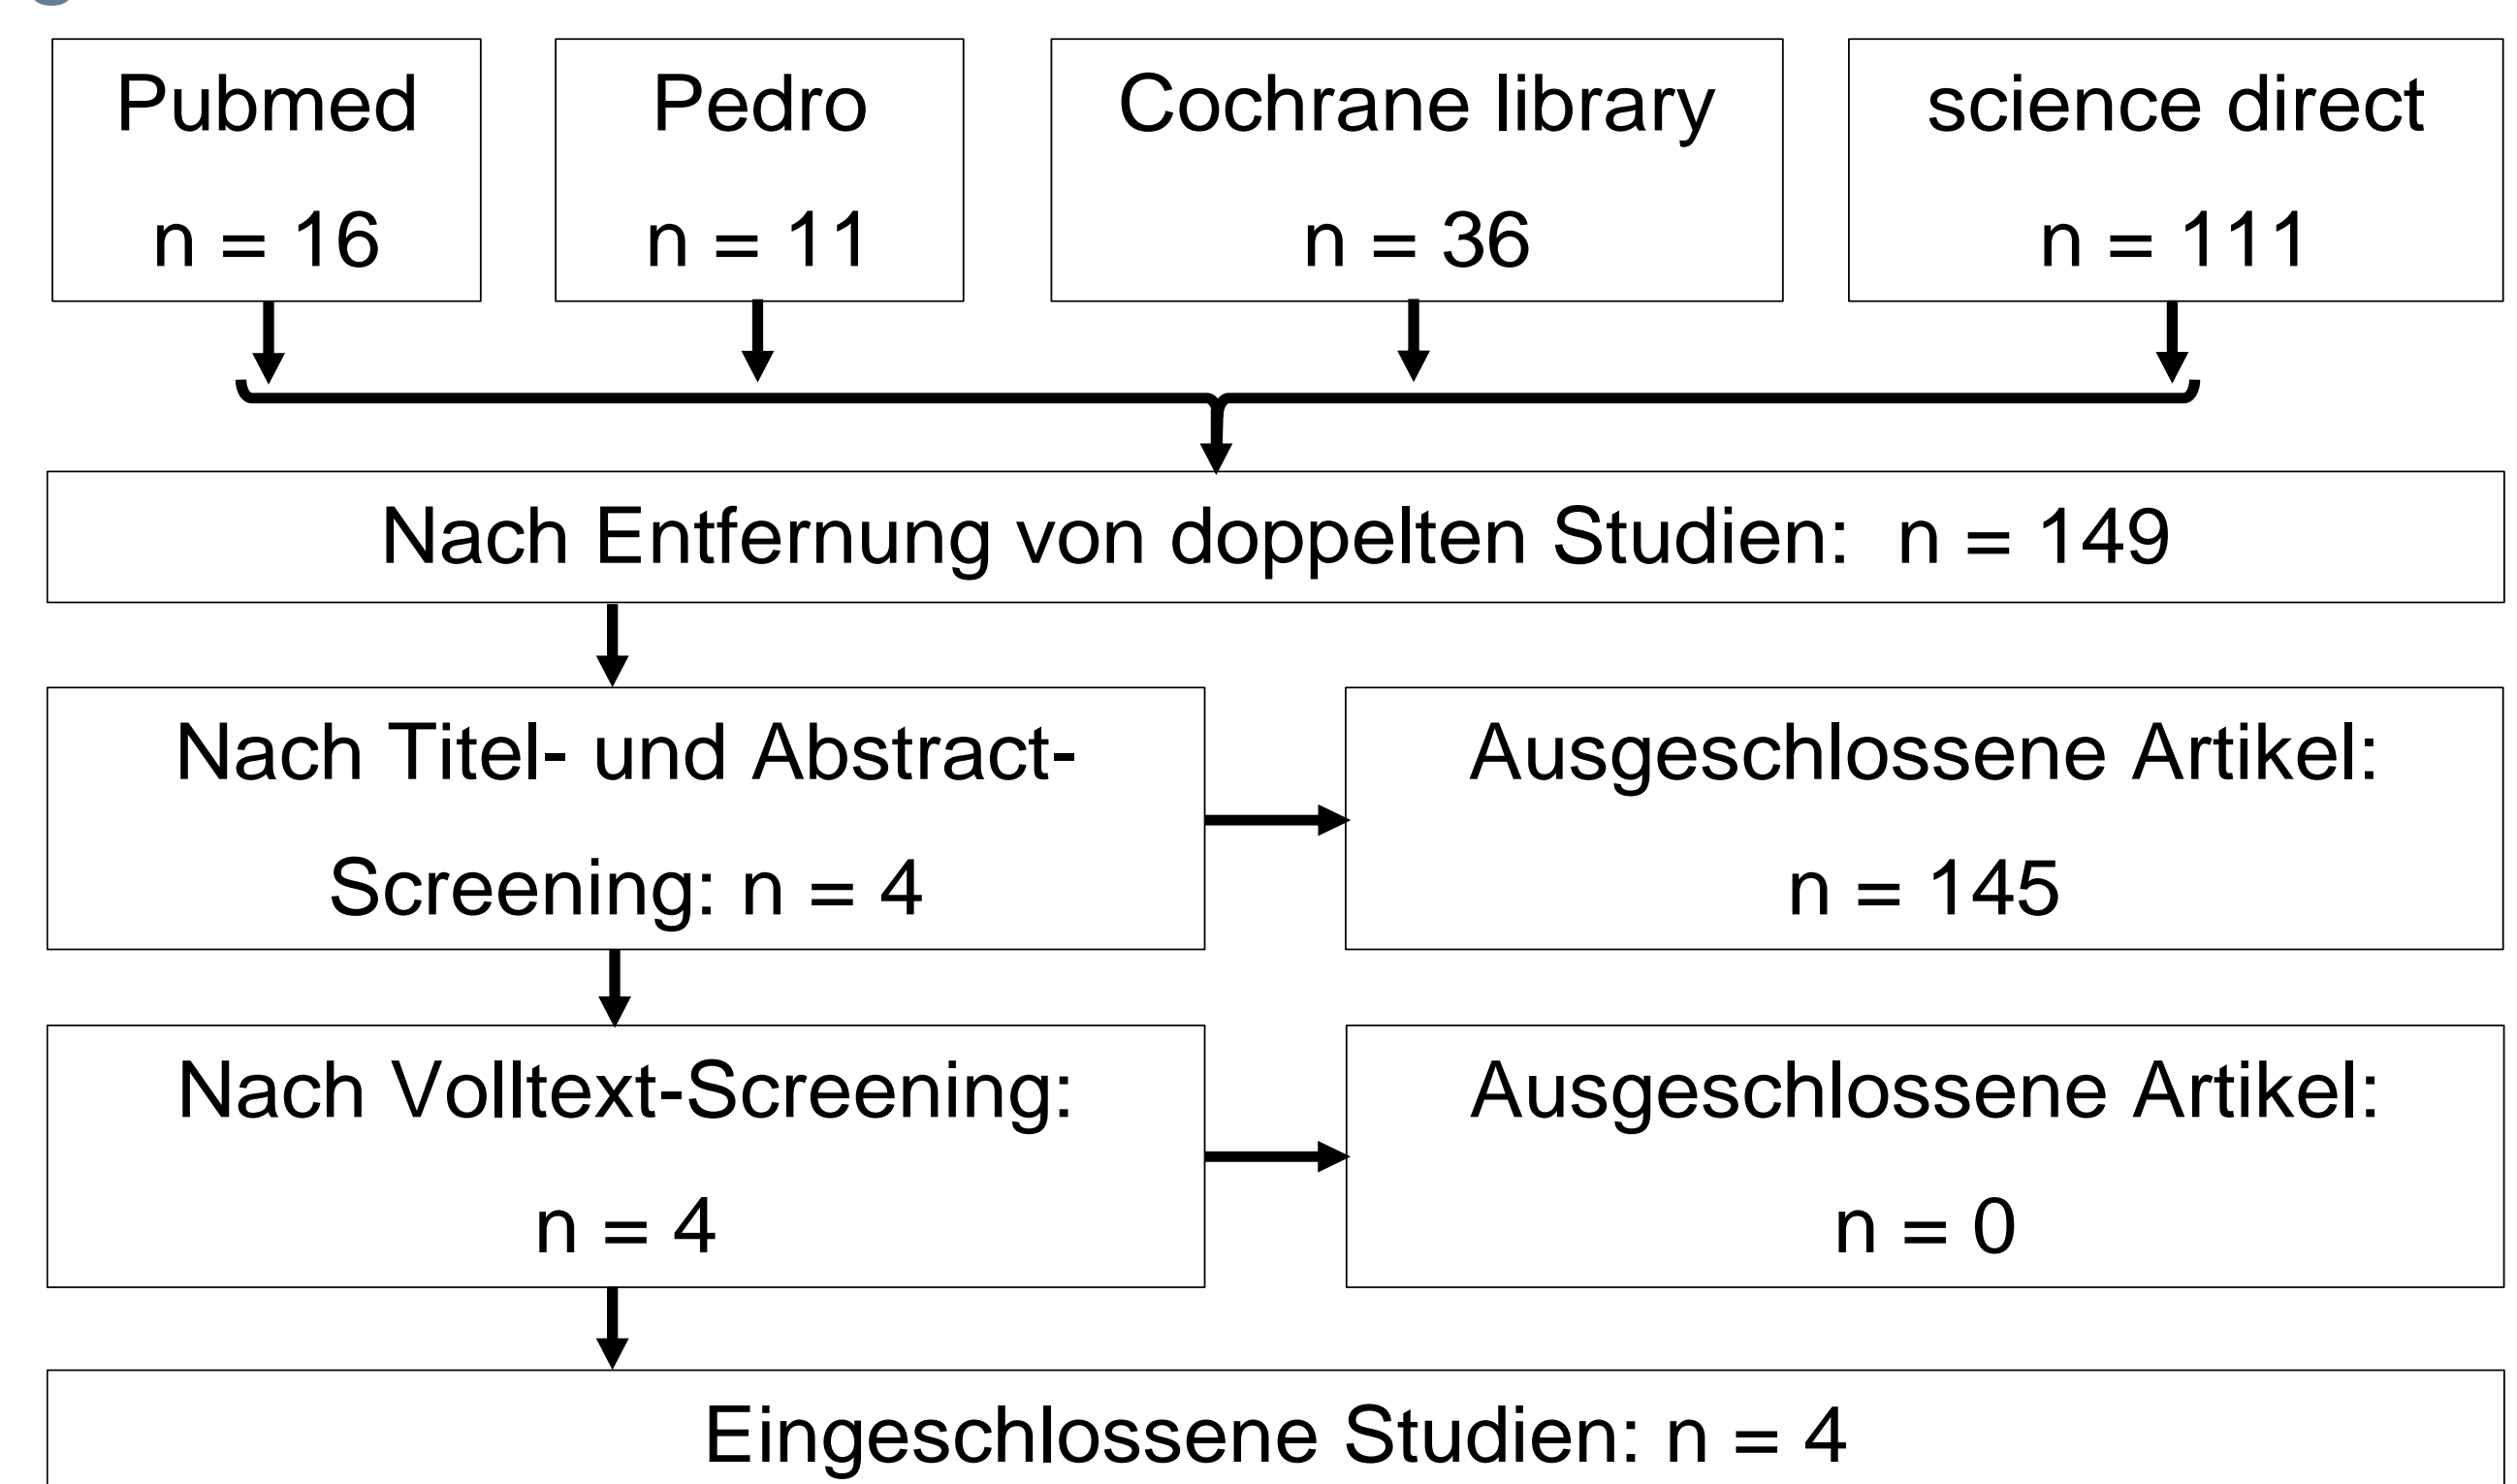 Pubmed
n = 16
Pedro
n = 11
Cochrane library
n = 36
science direct
n = 111
Nach Entfernung von doppelten Studien:  n = 149
Nach Titel- und Abstract-
Screening: n = 4
Ausgeschlossene Artikel:
n = 145
Nach Volltext-Screening:
n = 4
Ausgeschlossene Artikel:
n = 0
Eingeschlossene Studien: n = 4